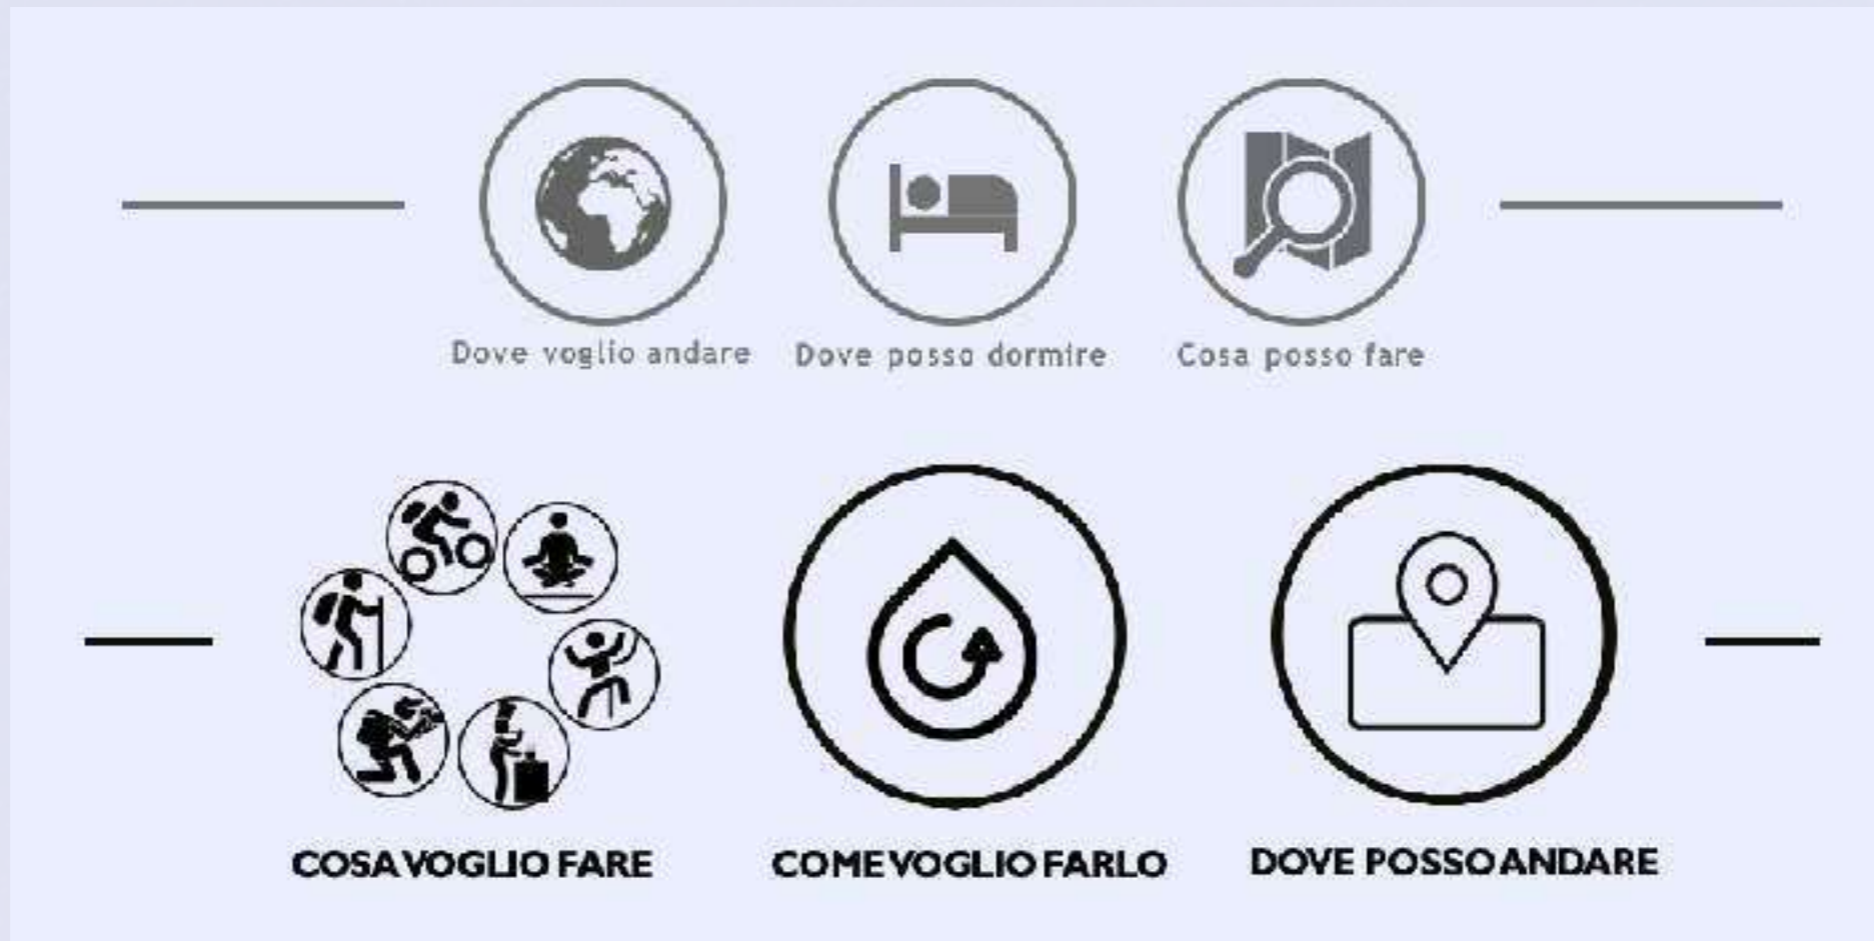 Dove voglio andare
Dove posso dormire
Cosa posso fare
COSA VOGLIO FARE
COME VOGLIO FARLO
DOVE POSSO ANDARE